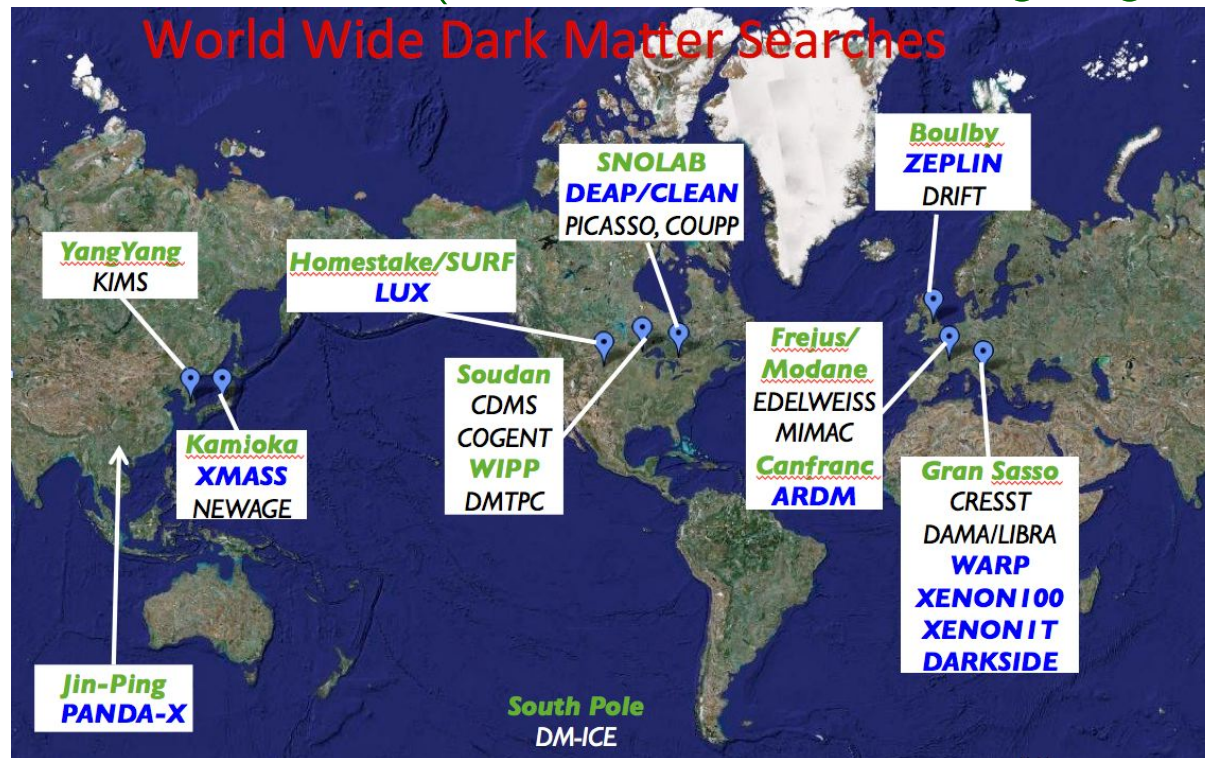 World Wide Dark Matter Searches
SNOLAB
DEAP/CLEAN
PICASSO, COUPP
Boulby
ZEPLIN
DRIFT
YangYang
KIMS
Homestake/SURF
LUX
Soudan
CDMS
COGENT
WIPP
DMTPC
Frejus/
Modane
EDELWEISS
MIMAC
Canfranc
ARDM
Kamioka
XMASS
NEWAGE
Gran Sasso
CRESST
DAMA/LIBRA
WARP
XENON100
XENON1T
DARKSIDE
Jin-Ping
PANDA-X
South Pole
DM-ICE